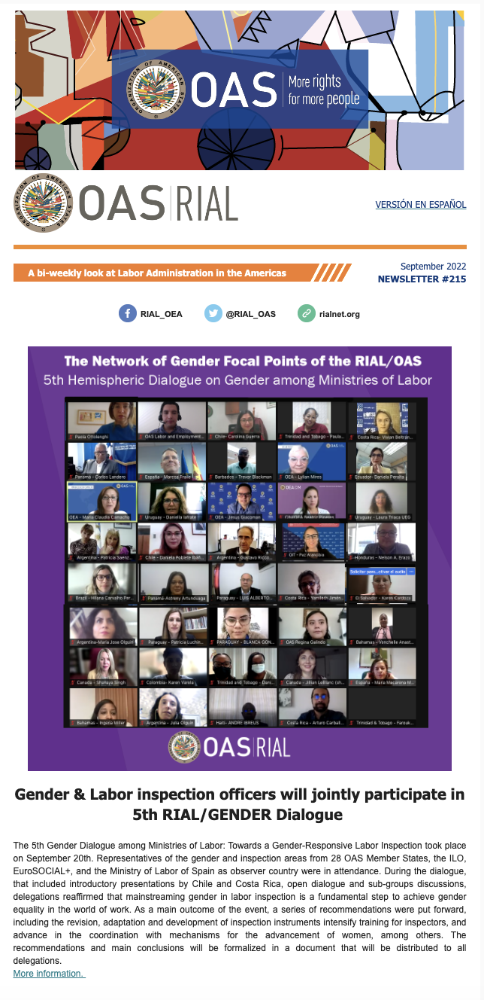 ORGANIZATION OF AMERICAN STATES
OAS
More rights
for more people
ORGANIZATION OF AMERICAN STATES
OAS RIAL
VERSIÓN EN ESPAÑOL
A bi-weekly look at Labor Administration in the Americas
September 2022
NEWSLETTER #215
RIAL_OEA @RIAL_OAS rialnet.org
The Network of Gender Focal Points of the RIAL/OAS
5th Hemispheric Dialogue on Gender among Ministries of Labor
Paola Ottolenghi OAS Labor and Employment... Chile- Carolina Guerra Trinidad and Tobago - Paula... Costa Rica- Vivian Beltrán...
Panamá - Carlos Landero España- Marcos Fraile Barbados - Trevor Blackman OEA - Lylian Mires Ecuador- Daniela Peralta
OEA - Maria Claudia Camacho Uruguay - Daniella OEA - Jesus Giacoman Uruguay - Laura Triaca UEG
Argentina - Patricia Saenz... Chile - Daniela Poblete Ibañ... Argentina - Gustavo Ricco... OIT - Paz Arancibia Honduras - Nelson A. Erazo
Solicitar para...ctivar el audio
Brazil - Hilana Carvalho Per... Panamá- Paraguay - LUIS ALBERTO... Costa Rica - Yamileth Jimén... El Salvador - Karen Cardoza
Argentina-Maria Jose Olguin Paraguay - Patricia Luchin... PARAGUAY - BLANCA GON... OAS Regina Galindo Bahamas - Venchelle Anast...
Canada - Shahaya Singh Colombia- Karen Varela Trinidad and Tobago - Dani... Canada - Jillian LeBlanc (sh... España - Maria Macarena M...
Bahamas - Ingeria Miller Argentina - Julia Olguin Haiti- ANDRE IBREUS Costa Rica - Arturo Carball... Trinidad & Tobago - Farouk...
OAS RIAL
Gender & Labor inspection officers will jointly participate in
5th RIAL/GENDER Dialogue
The 5th Gender Dialogue among Ministries of Labor: Towards a Gender-Responsive Labor Inspection took place
on September 20th. Representatives of the gender and inspection areas from 28 OAS Member States, the ILO,
EuroSOCIAL+, and the Ministry of Labor of Spain as observer country were in attendance. During the dialogue,
that included introductory presentations by Chile and Costa Rica, open dialogue and sub-groups discussions,
delegations reaffirmed that mainstreaming gender in labor inspection is a fundamental step to achieve gender
equality in the world of work. As a main outcome of the event, a series of recommendations were put forward,
including the revision, adaptation and development of inspection instruments intensify training for inspectors, and
advance in the coordination with mechanisms for the advancement of women, among others. The
recommendations and main conclusions will be formalized in a document that will be distributed to all
delegations.
More information.